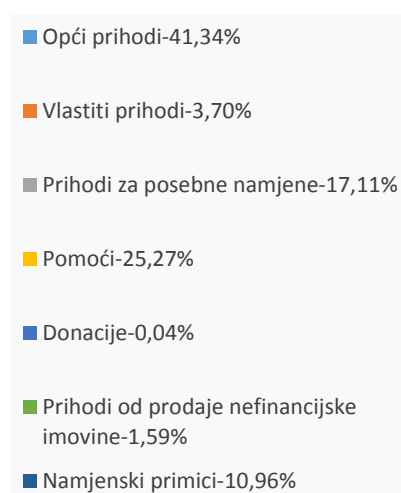 Opći prihodi-41,34%
Vlastiti prihodi-3,70%
Prihodi za posebne namjene-17,11%
Pomoći-25,27%
Donacije-0,04%
Prihodi od prodaje nefinancijske
imovine-1,59%
Namjenski primici-10,96%